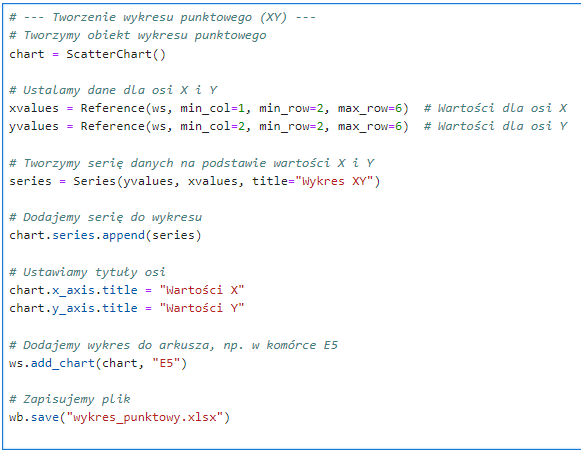 # --- Tworzenie wykresu punktowego (XY) ---
# Tworzymy obiekt wykresu punktowego
chart = ScatterChart()
# Ustalamy dane dla osi X i Y
xvalues = Reference(ws, min_col=1, min_row=2, max_row=6)  # Wartości dla osi X
yvalues = Reference(ws, min_col=2, min_row=2, max_row=6)  # Wartości dla osi Y
# Tworzymy serię danych na podstawie wartości X i Y
series = Series(yvalues, xvalues, title="Wykres XY")
# Dodajemy serię do wykresu
chart.series.append(series)
# Ustawiamy tytuły osi
chart.x_axis.title = "Wartości X"
chart.y_axis.title = "Wartości Y"
# Dodajemy wykres do arkusza, np. w komórce E5
ws.add_chart(chart, "E5")
# Zapisujemy plik
wb.save("wykres_punktowy.xlsx")